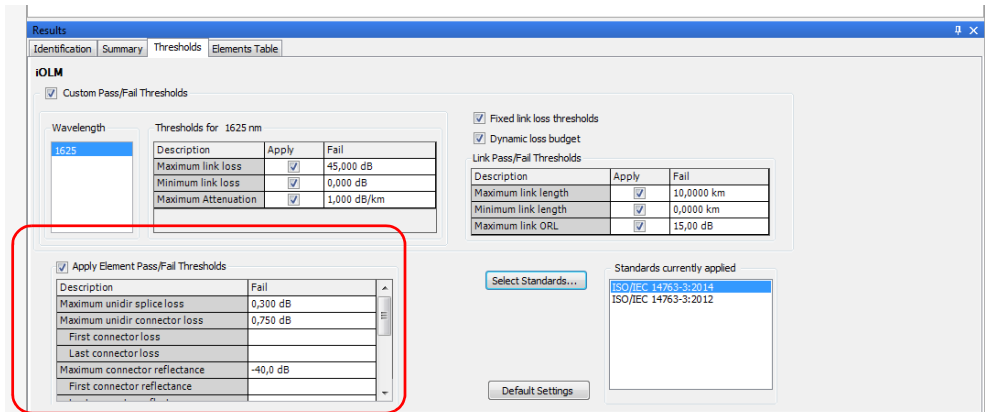 Results
Identification Summary Thresholds Elements Table
iOLM
Custom Pass/Fail Thresholds
Wavelength
1625
Thresholds for 1625 nm
Description Apply Fail
Maximum link loss 45,000 dB
Minimum link loss 0,000 dB
Maximum Attenuation 1,000 dB/km
Fixed link loss thresholds
Dynamic loss budget
Link Pass/Fail Thresholds
Description Apply Fail
Maximum link length 10,0000 km
Minimum link length 0,0000 km
Maximum link ORL 15,00 dB
Apply Element Pass/Fail Thresholds
Description Fail
Maximum unidir splice loss 0,300 dB
Maximum unidir connector loss 0,750 dB
First connector loss
Last connector loss
Maximum connector reflectance -40,0 dB
First connector reflectance
Select Standards...
Default Settings
Standards currently applied
ISO/IEC 14763-3:2014
ISO/IEC 14763-3:2012